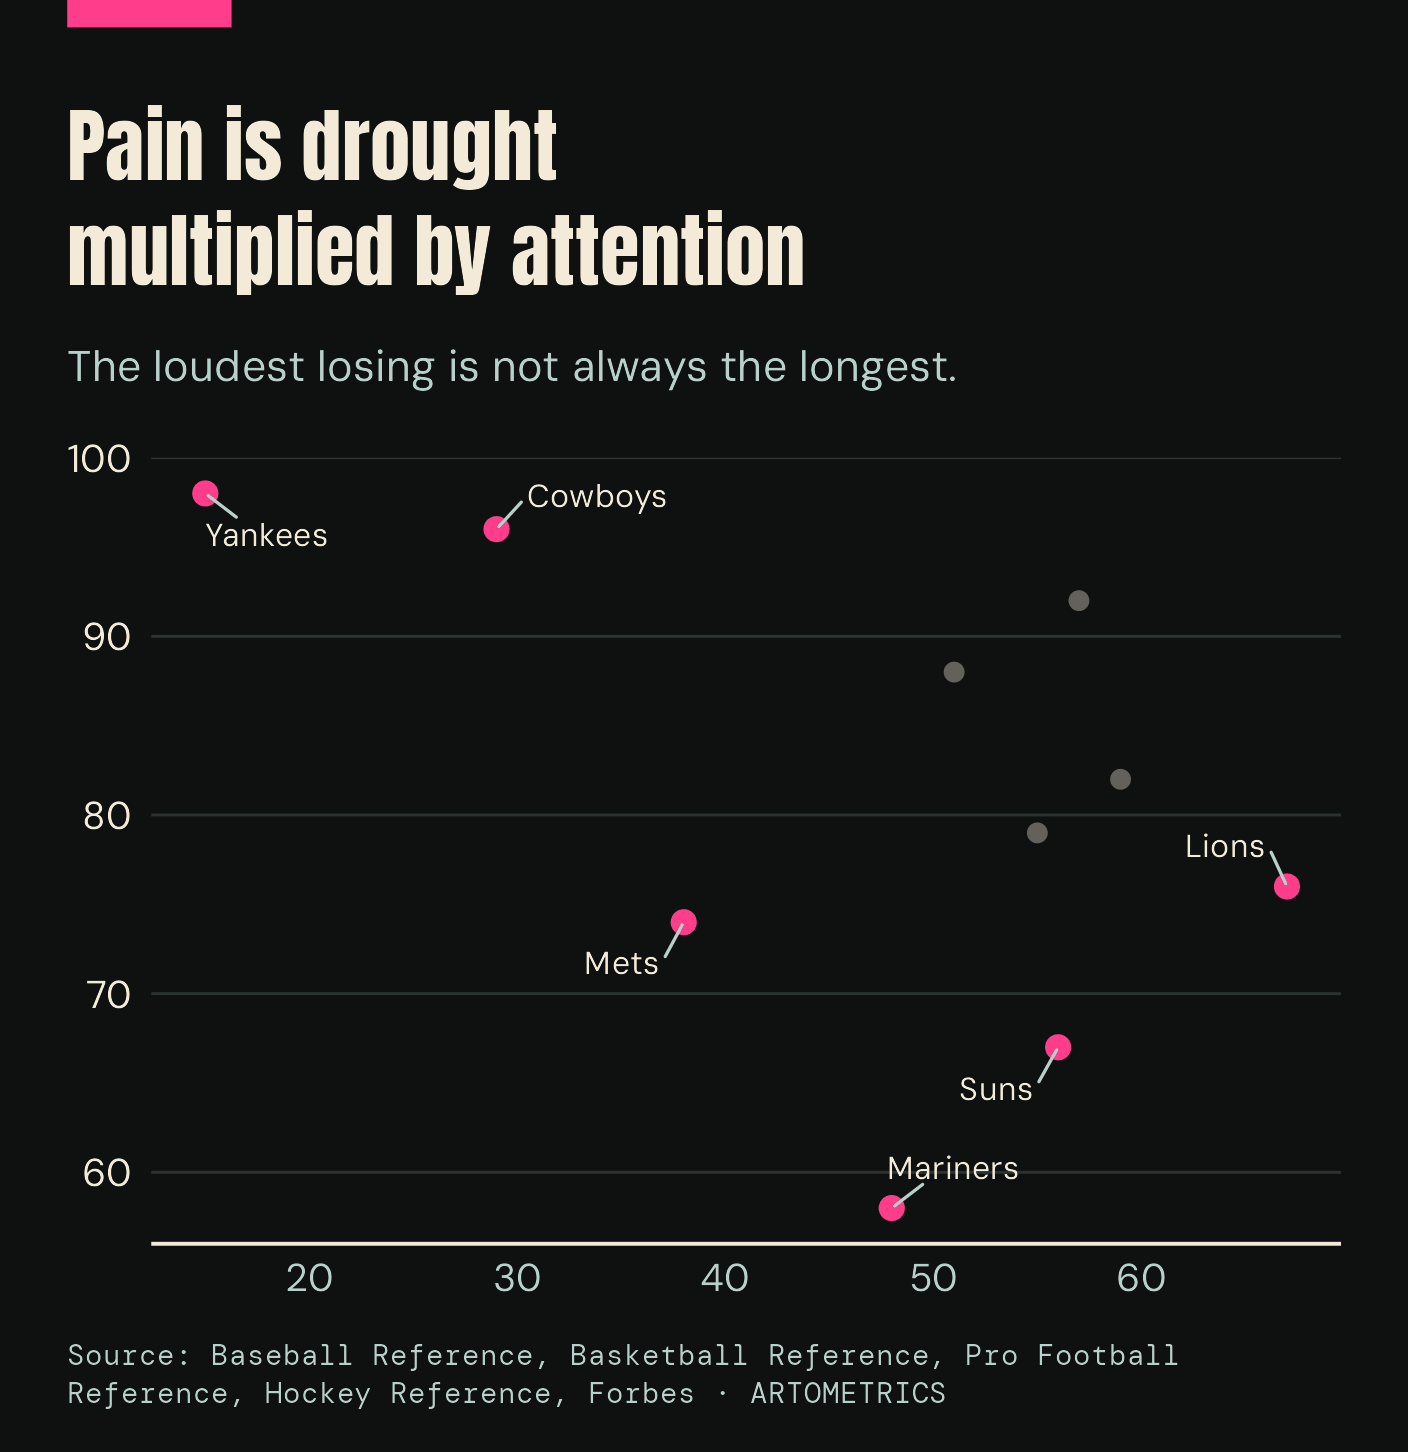 Pain is drought
multiplied by attention
The loudest losing is not always the longest.
100
Cowboys
Yankees
90
80
Lions
Mets
70
Suns
60
Mariners
20 30 40 50 60
Source: Baseball Reference, Basketball Reference, Pro Football
Reference, Hockey Reference, Forbes · ARTOMETRICS